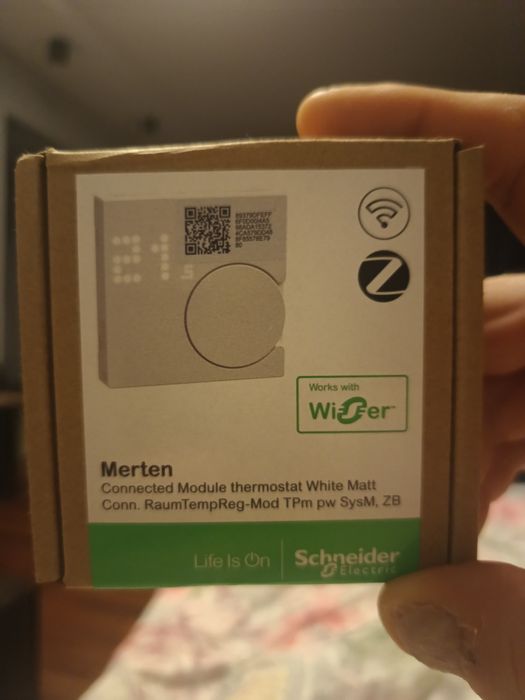 Works with
Wiser™
Merten
Connected Module thermostat White Matt
Conn. RaumTempReg-Mod TPm pw SysM, ZB
Life Is On
Schneider
Electric